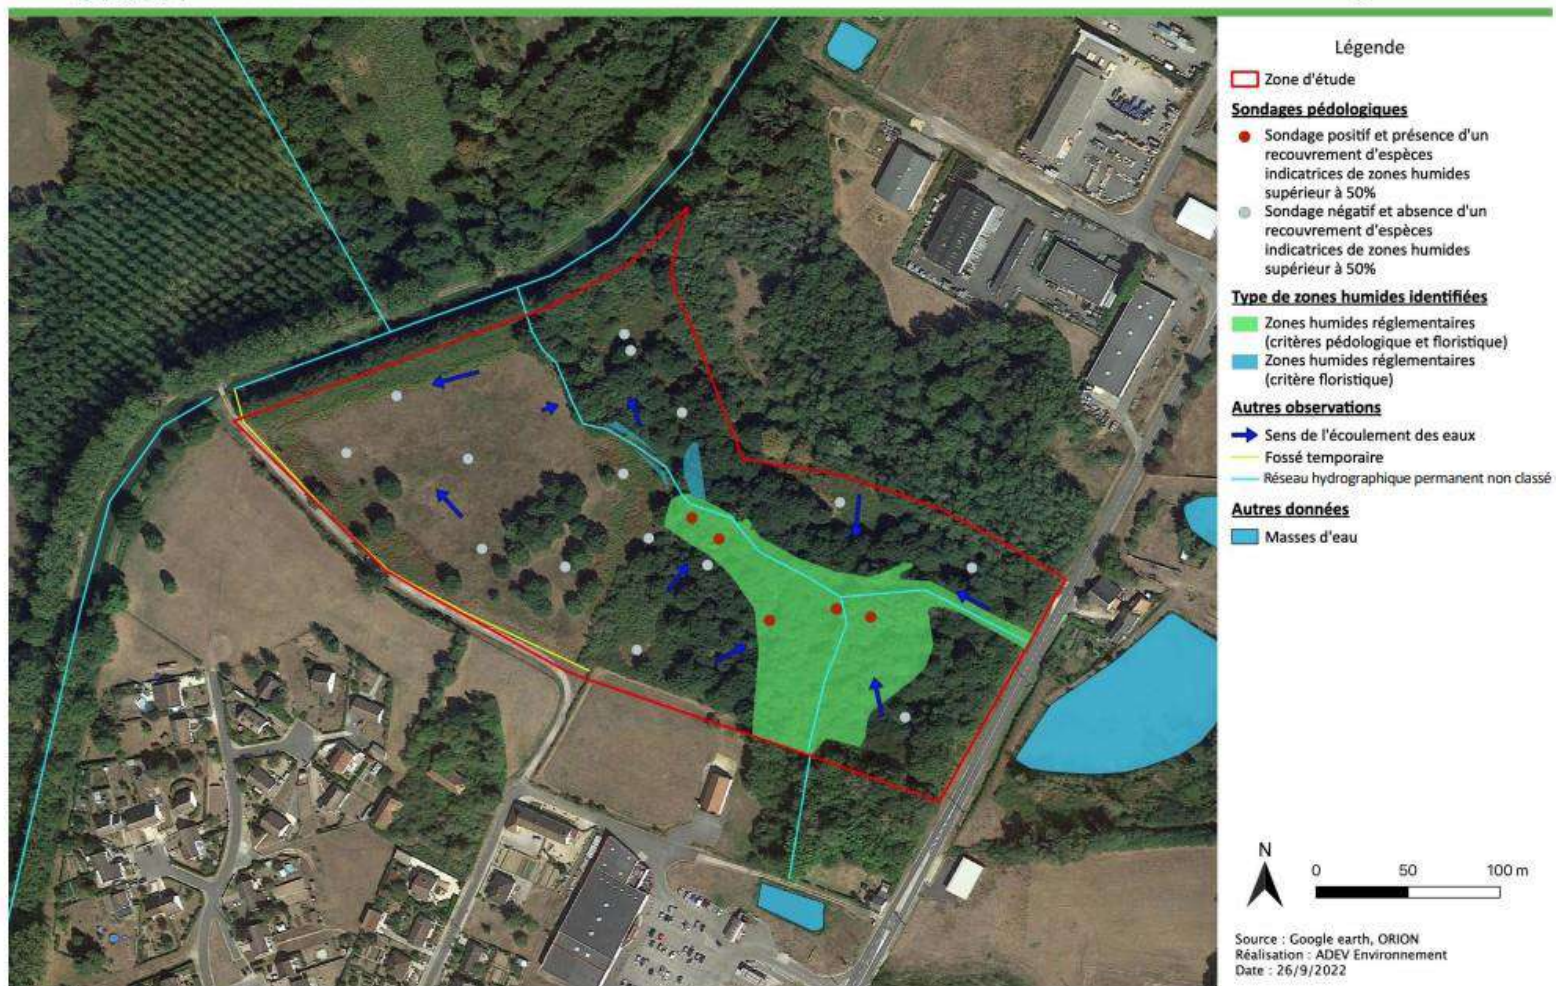 Légende
Zone d'étude
Sondages pédologiques
Sondage positif et présence d'un
recouvrement d'espèces
indicatrices de zones humides
supérieur à 50%
Sondage négatif et absence d'un
recouvrement d'espèces
indicatrices de zones humides
supérieur à 50%
Type de zones humides identifiées
Zones humides réglementaires
(critères pédologique et floristique)
Zones humides réglementaires
(critère floristique)
Autres observations
Sens de l'écoulement des eaux
Fossé temporaire
Réseau hydrographique permanent non classé
Autres données
Masses d'eau
N
0 50 100 m
Source : Google earth, ORION
Réalisation : ADEV Environnement
Date : 26/9/2022